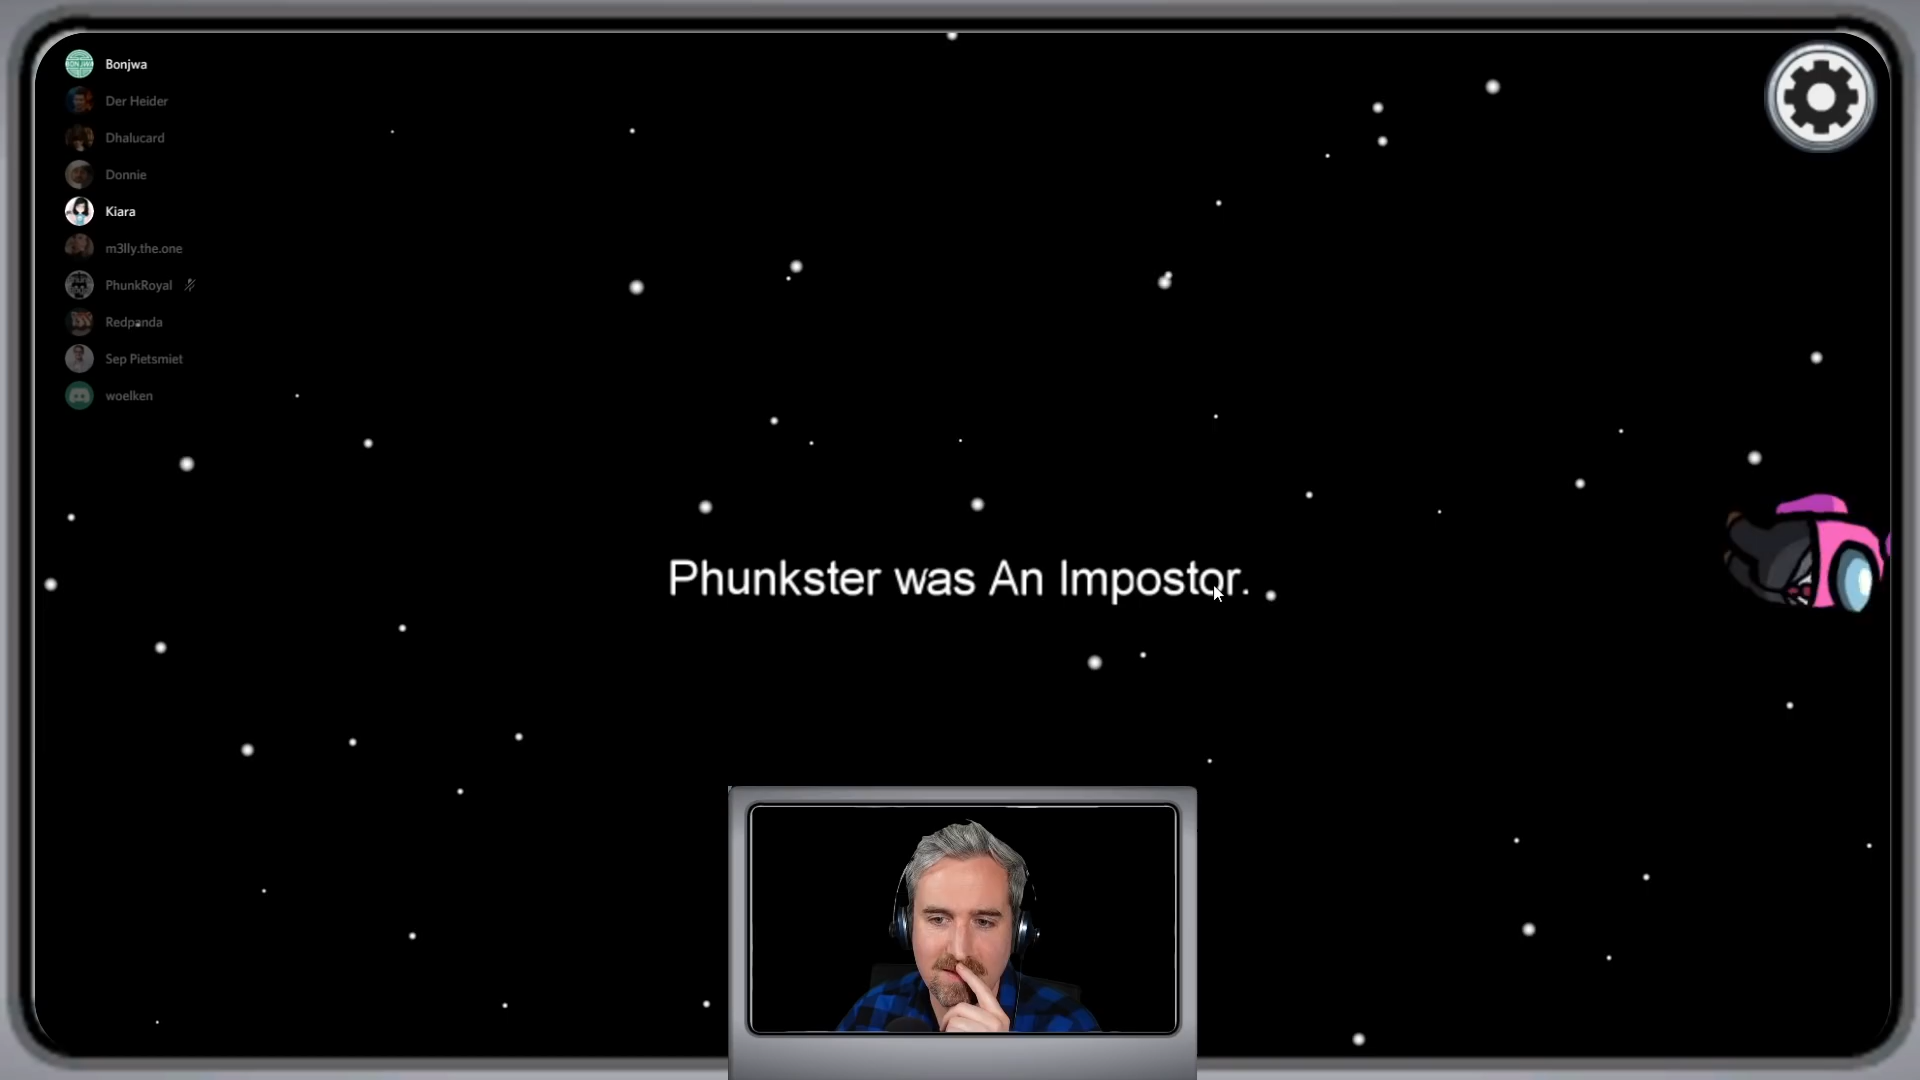 Bonjwa
Der Heider
Dhalucard
Donnie
Kiara
m3lly.the.one
PhunkRoyal
Redpanda
Sep Pietsmiet
woelken
Phunkster was An Impostor.